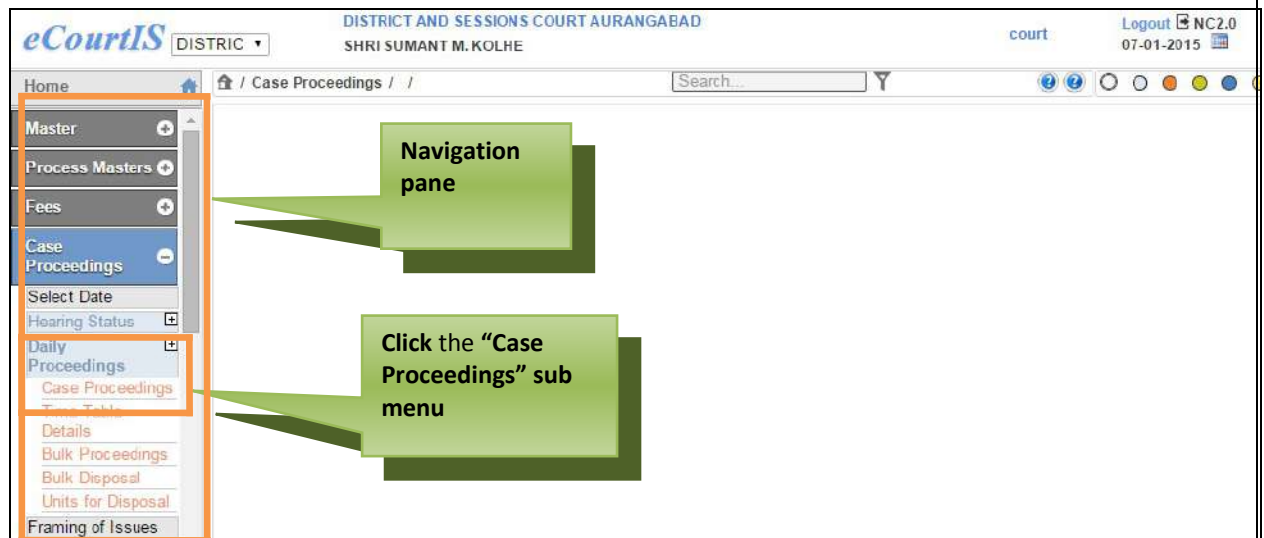 eCourtIS DISTRIC
DISTRICT AND SESSIONS COURT AURANGABAD
SHRI SUMANT M. KOLHE
court
Logout NC2.0
07-01-2015
Home
/ Case Proceedings / /
Search...
Master
Process Masters
Fees
Case
Proceedings
Select Date
Hearing Status
Daily
Proceedings
Case Proceedings
Time Table
Details
Bulk Proceedings
Bulk Disposal
Units for Disposal
Framing of Issues
Navigation
pane
Click the “Case
Proceedings” sub
menu